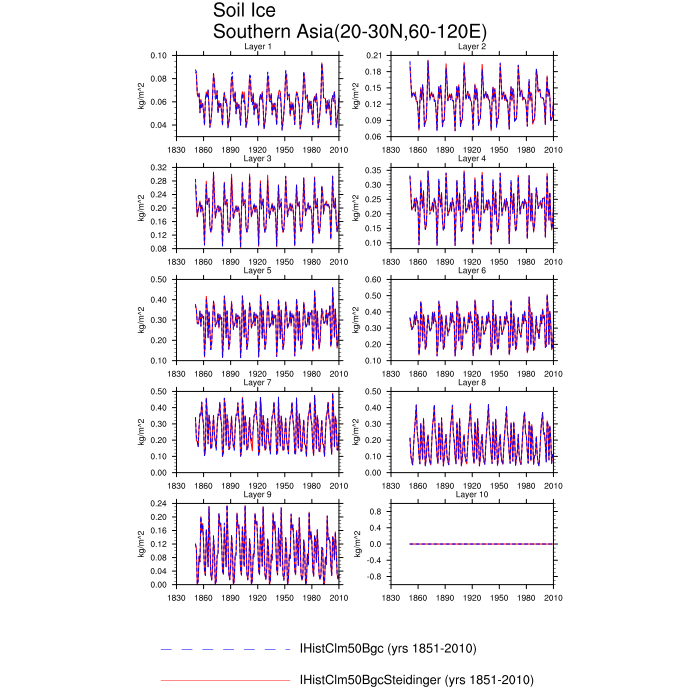 Soil Ice
Southern Asia(20-30N,60-120E)
Layer 1
Layer 2
kg/m^2
0.10
0.08
0.06
0.04
1830 1860 1890 1920 1950 1980 2010
kg/m^2
0.21
0.18
0.15
0.12
0.09
0.06
1830 1860 1890 1920 1950 1980 2010
Layer 3
Layer 4
kg/m^2
0.32
0.28
0.24
0.20
0.16
0.12
0.08
1830 1860 1890 1920 1950 1980 2010
kg/m^2
0.35
0.30
0.25
0.20
0.15
0.10
1830 1860 1890 1920 1950 1980 2010
Layer 5
Layer 6
kg/m^2
0.50
0.40
0.30
0.20
0.10
1830 1860 1890 1920 1950 1980 2010
kg/m^2
0.60
0.50
0.40
0.30
0.20
0.10
1830 1860 1890 1920 1950 1980 2010
Layer 7
Layer 8
kg/m^2
0.50
0.40
0.30
0.20
0.10
0.00
1830 1860 1890 1920 1950 1980 2010
kg/m^2
0.50
0.40
0.30
0.20
0.10
0.00
1830 1860 1890 1920 1950 1980 2010
Layer 9
Layer 10
kg/m^2
0.24
0.20
0.16
0.12
0.08
0.04
0.00
1830 1860 1890 1920 1950 1980 2010
kg/m^2
0.8
0.4
0.0
-0.4
-0.8
1830 1860 1890 1920 1950 1980 2010
IHistClm50Bgc (yrs 1851-2010)
IHistClm50BgcSteidinger (yrs 1851-2010)